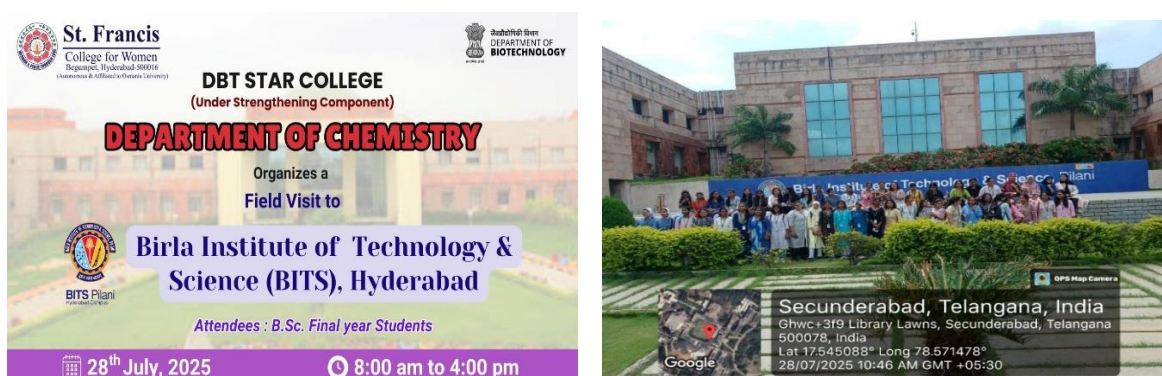 St. Francis
College for Women
Begumpet, Hyderabad-500016
(Autonomous & Affiliated to Osmania University)
जैवप्रौद्योगिकी विभाग
DEPARTMENT OF
BIOTECHNOLOGY
DBT STAR COLLEGE
(Under Strengthening Component)
DEPARTMENT OF CHEMISTRY
Organizes a
Field Visit to
Birla Institute of Technology &
Science (BITS), Hyderabad
BITS Pilani
Hyderabad Campus
Attendees : B.Sc. Final year Students
28th July, 2025
8:00 am to 4:00 pm
Birla Institute of Technology & Science, Pilani
GPS Map Camera
Secunderabad, Telangana, India
Ghwc+3f9 Library Lawns, Secunderabad, Telangana
500078, India
Lat 17.545088° Long 78.571478°
28/07/2025 10:46 AM GMT +05:30
Google